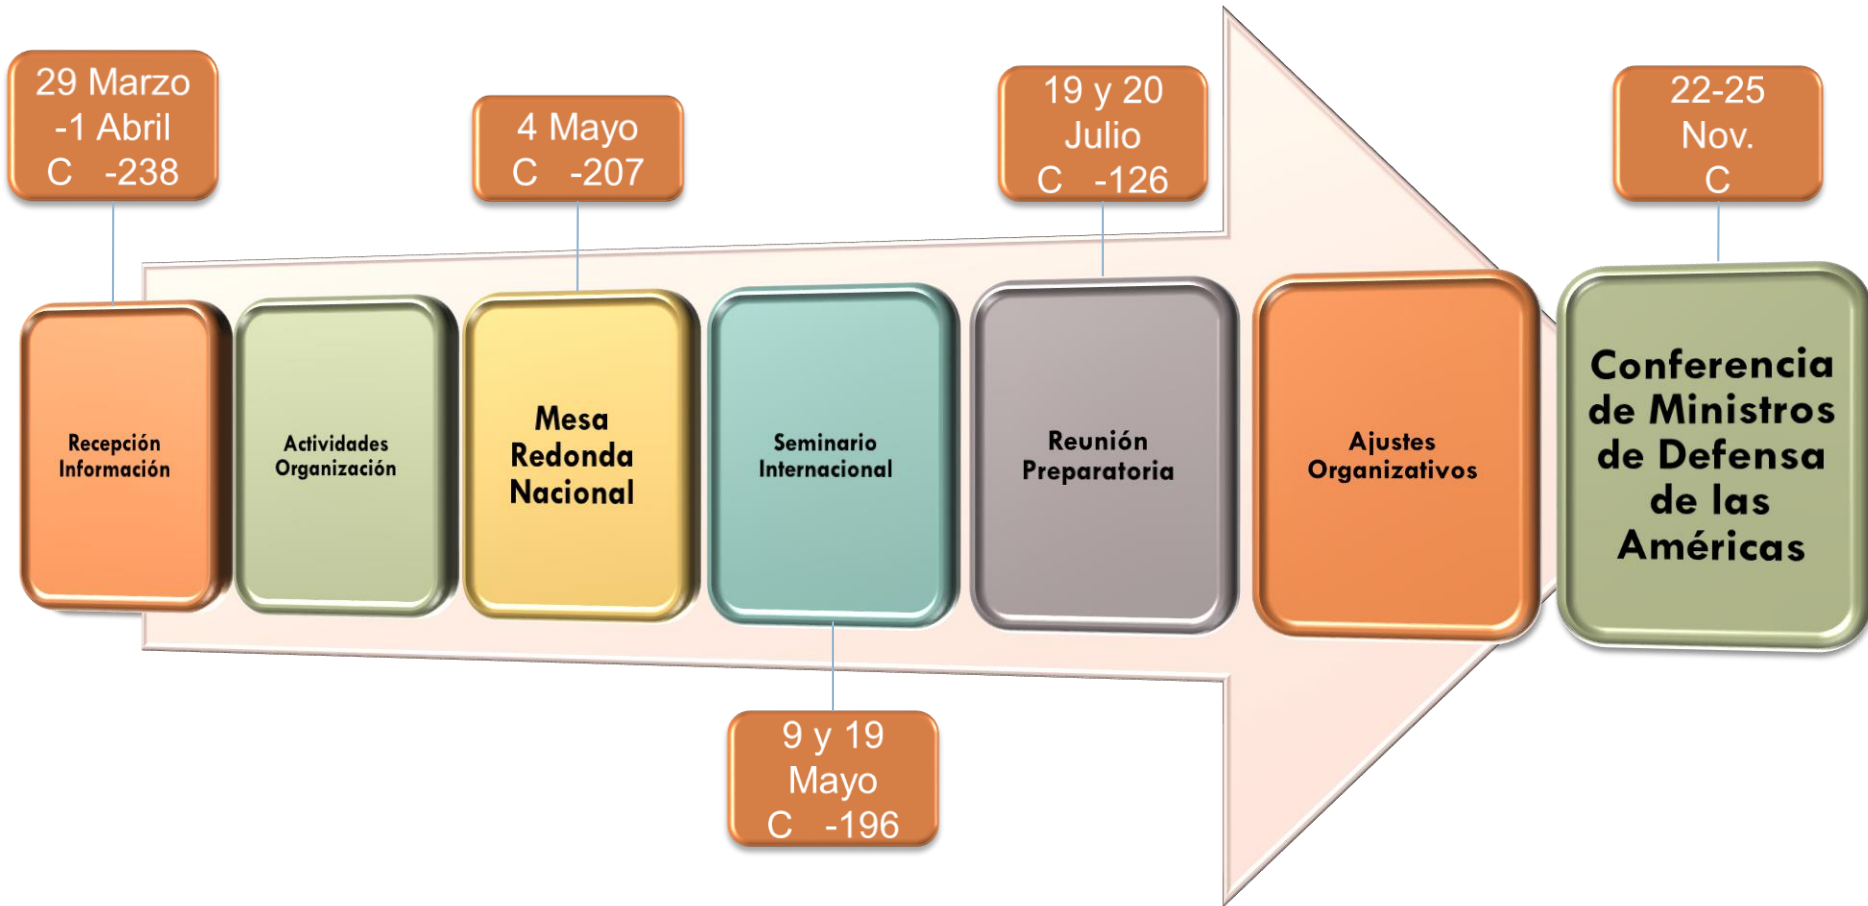 29 Marzo
-1 Abril
C -238
4 Mayo
C -207
19 y 20
Julio
C -126
22-25
Nov.
C
Recepción
Información
Actividades
Organización
Mesa
Redonda
Nacional
Seminario
Internacional
Reunión
Preparatoria
Ajustes
Organizativos
Conferencia
de Ministros
de Defensa
de las
Américas
9 y 19
Mayo
C -196